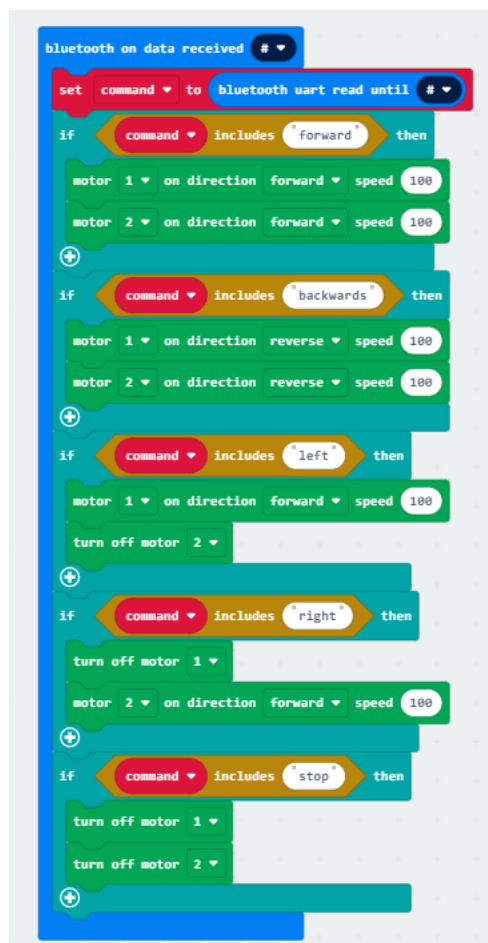 bluetooth on data received #
set command to bluetooth uart read until #
if command includes "forward" then
motor 1 on direction forward speed 100
motor 2 on direction forward speed 100
if command includes "backwards" then
motor 1 on direction reverse speed 100
motor 2 on direction reverse speed 100
if command includes "left" then
motor 1 on direction forward speed 100
turn off motor 2
if command includes "right" then
turn off motor 1
motor 2 on direction forward speed 100
if command includes "stop" then
turn off motor 1
turn off motor 2